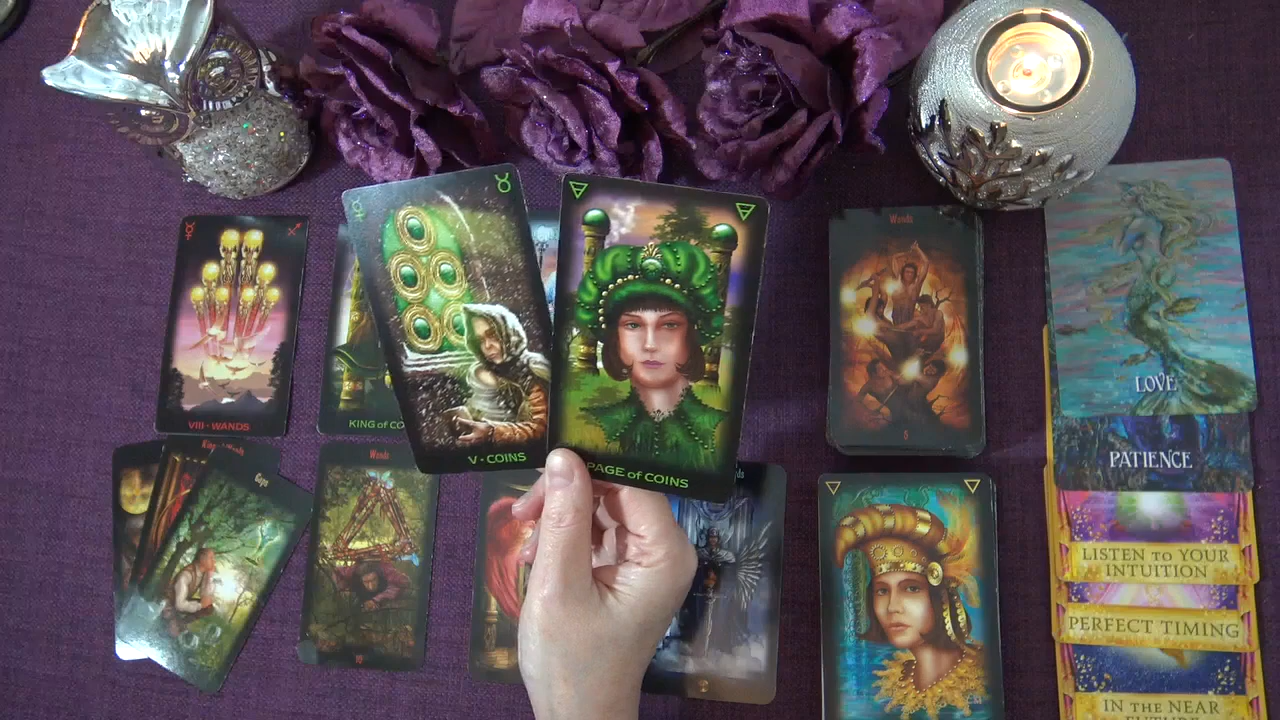 VIII · WANDS
KING of CO
V · COINS
PAGE of COINS
Wands
5
LOVE
PATIENCE
LISTEN to YOUR
INTUITION
PERFECT TIMING
IN THE NEAR
Wands
Cups